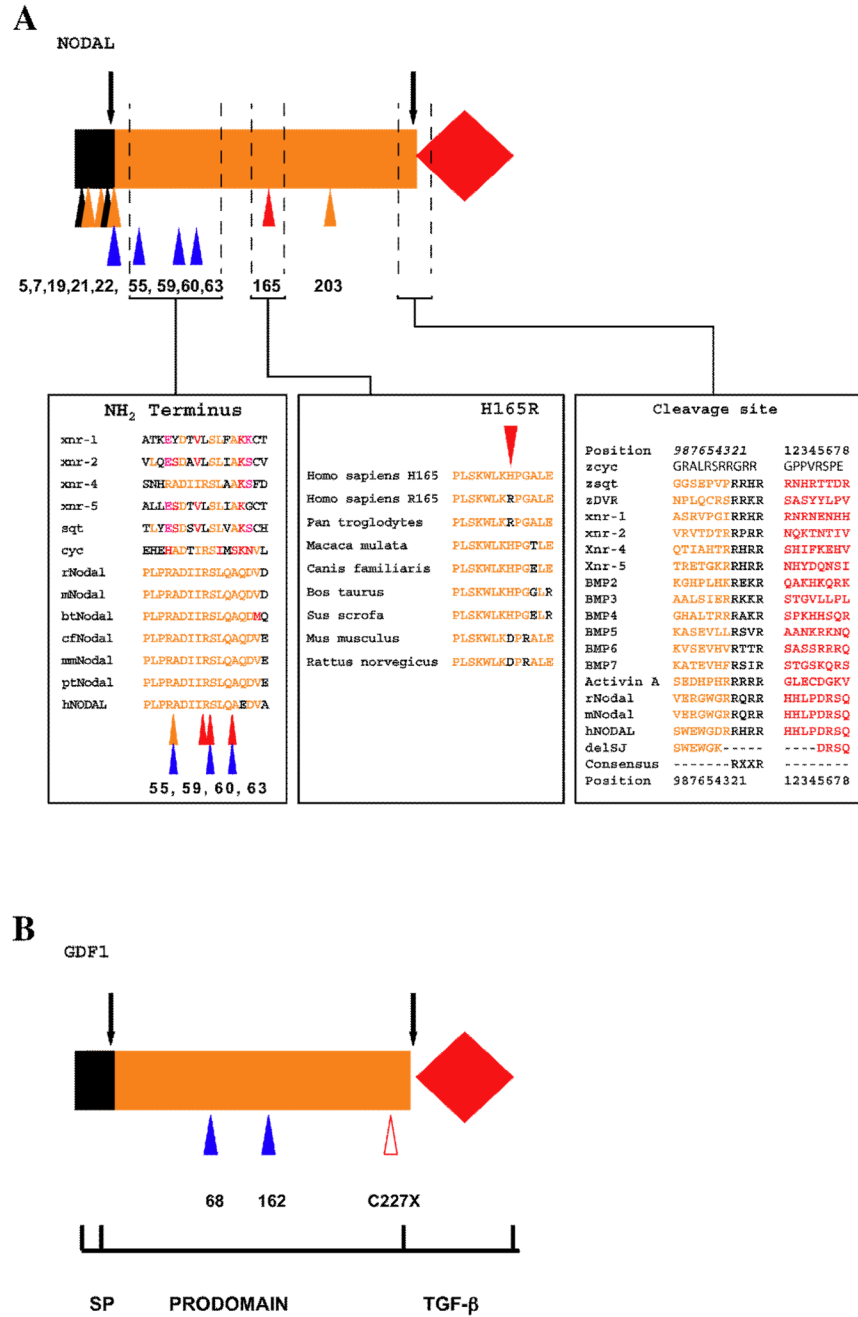 A
NODAL
5,7,19,21,22, 55, 59,60,63 165 203
NH2 Terminus
xnr-1 ATKEYDTVLSLFAKKCT
xnr-2 VLQESDAVLIAKSCV
xnr-4 SNHRADIIRSLAAKSFD
xnr-5 ALLESDTVLSLIAKGCT
sqt TLYESDSVLSLVAKSCH
cyc EHEHADTIRSIMSKNVL
rNodal PLPRADIIRSLQAQDVD
mNodal PLPRADIIRSLQAQDVD
btNodal PLPRADIIRSLQAQDMQ
cfNodal PLPRADIIRSLQAQDVE
mmNodal PLPRADIIRSLQAQDVE
ptNodal PLPRADIIRSLQAQDVE
hNODAL PLPRADIIRSLQAEDVA
55, 59, 60, 63
H165R
Homo sapiens H165 PLSKWLKHPGALE
Homo sapiens R165 PLSKWLKRPGALE
Pan troglodytes PLSKWLKRPGALE
Macaca mulata PLSKWLKHPGTLE
Canis familiaris PLSKWLKHPGELE
Bos taurus PLSKWLKHPGGLR
Sus scrofa PLSKWLKHPGELR
Mus musculus PLSKWLKDPRALE
Rattus norvegicus PLSKWLKDPRALE
Cleavage site
Position 987654321 12345678
zcyc GRALRSRRGRR GPPVRSPE
zsqt GGSEPVPRRHR RNHRTTDR
zDVR NPLQCRSRRKR SASYYLPV
xnr-1 ASRVPGIRRHR RNRNENHH
xnr-2 VRVTDTRRPRR NQKTNTIV
Xnr-4 QTIAHTRRHRR SHIFKEHV
Xnr-5 TRETGKRRHRR NHYDQNSI
BMP2 KGHPLHKREKR QAKHKQRK
BMP3 AALSIERRKKR STGVLLPL
BMP4 GHALTRRRAKR SPKHHSQR
BMP5 KASEVLLRSVR AANKRKNQ
BMP6 KVSEVHVRTTR SASSRRRQ
BMP7 KATEVHFRSIR STGSKQRS
Activin A SEDHPHRRRRR GLECDGKV
rNodal VERGWGRRQRR HHLPDRSQ
mNodal VERGWGRRQRR HHLPDRSQ
hNODAL SWEWGDRRHRR HHLPDRSQ
delSJ SWEWGK----- ----DRSQ
Consensus -------RXXR --------
Position 987654321 12345678
B
GDF1
68 162 C227X
SP PRODOMAIN TGF-β